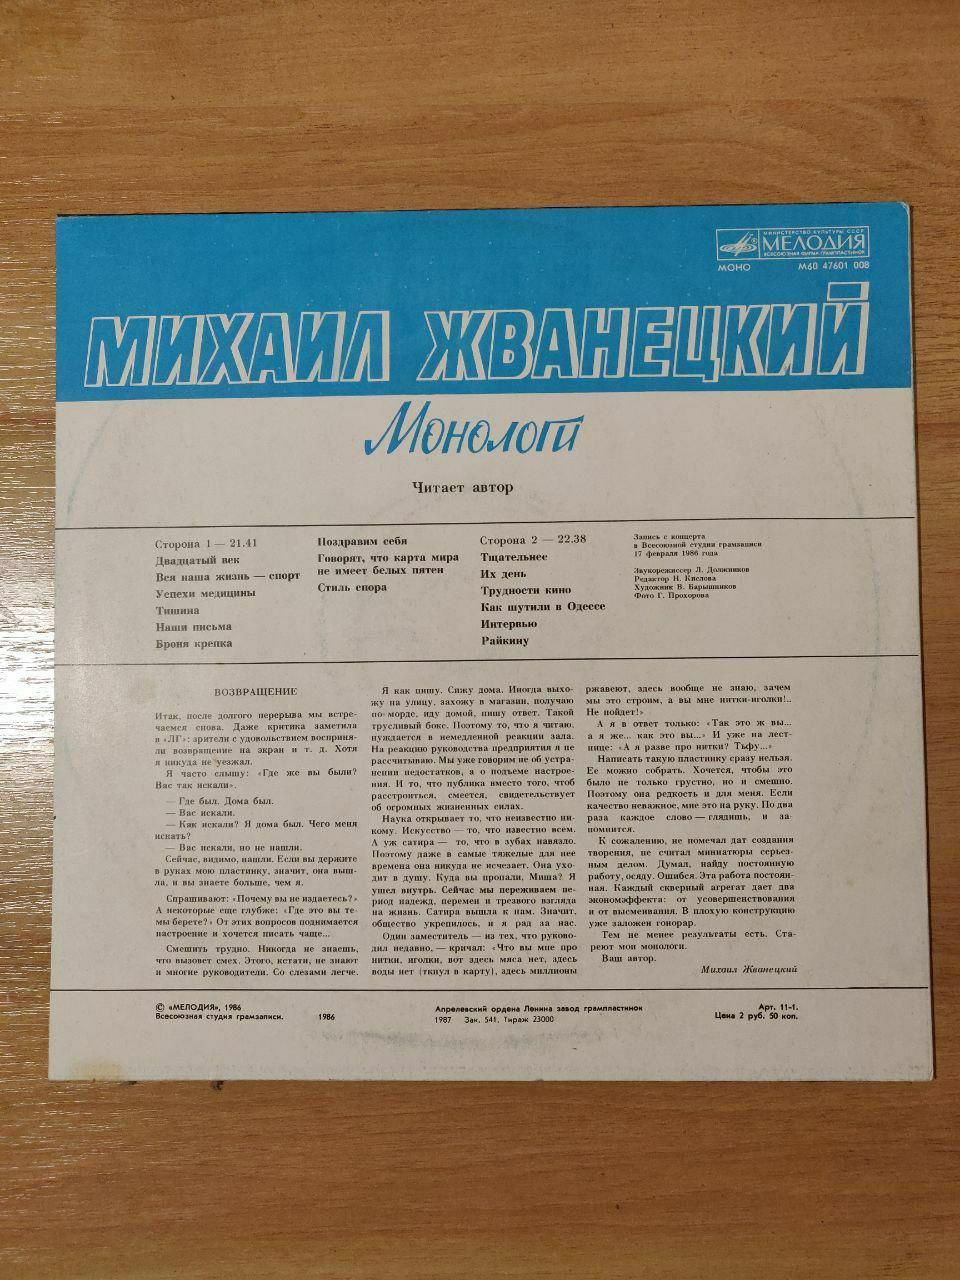 МИНИСТЕРСТВО КУЛЬТУРЫ СССР
МЕЛОДИЯ
ВСЕСОЮЗНАЯ ФИРМА ГРАМПЛАСТИНОК
МОНО М60 47601 008
МИХАИЛ ЖВАНЕЦКИЙ
Монологи
Читает автор
Сторона 1 — 21.41
Двадцатый век
Вся наша жизнь — спорт
Успехи медицины
Тишина
Наши письма
Броня крепка
Поздравим себя
Говорят, что карта мира
не имеет белых пятен
Стиль спора
Сторона 2 — 22.38
Тщательнее
Их день
Трудности кино
Как шутили в Одессе
Интервью
Райкину
Запись с концерта
в Всесоюзной студии грамзаписи
17 февраля 1986 года
Звукорежиссер Л. Должников
Редактор Н. Кислова
Художник В. Барышников
Фото Г. Прохорова
ВОЗВРАЩЕНИЕ
Итак, после долгого перерыва мы встре-
чаемся снова. Даже критика заметила
в «ЛГ»: зрители с удовольствием восприня-
ли возвращение на экран и т. д. Хотя
я никуда не уезжал.
Я часто слышу: «Где же вы были?
Вас так искали».
— Где был. Дома был.
— Вас искали.
— Как искали? Я дома был. Чего меня
искать?
— Вас искали, но не нашли.
Сейчас, видимо, нашли. Если вы держите
в руках мою пластинку, значит, она выш-
ла, и вы знаете больше, чем я.
Спрашивают: «Почему вы не издаетесь?»
А некоторые еще глубже: «Где это вы те-
мы берете?» От этих вопросов поднимается
настроение и хочется писать чаще...
Смешить трудно. Никогда не знаешь,
что вызовет смех. Этого, кстати, не знают
и многие руководители. Со слезами легче.
Я как пишу. Сижу дома. Иногда выхо-
жу на улицу, захожу в магазин, получаю
по морде, иду домой, пишу ответ. Такой
трусливый бокс. Поэтому то, что я читаю,
нуждается в немедленной реакции зала.
На реакцию руководства предприятия я не
рассчитываю. Мы уже говорим не об устра-
нении недостатков, а о подъеме настрое-
ния. И то, что публика вместо того, чтоб
расстроиться, смеется, свидетельствует
об огромных жизненных силах.
Наука открывает то, что неизвестно ни-
кому. Искусство — то, что известно всем.
А уж сатира — то, что в зубах навязло.
Поэтому даже в самые тяжелые для нее
времена она никуда не исчезает. Она ухо-
дит в душу. Куда вы пропали, Миша? Я
ушел внутрь. Сейчас мы переживаем пе-
риод надежд, перемен и трезвого взгляда
на жизнь. Сатира вышла к нам. Значит,
общество укрепилось, и я рад за нас.
Один заместитель — из тех, что руково-
дил недавно, — кричал: «Что вы мне про
нитки, иголки, вот здесь мяса нет, здесь
воды нет (ткнул в карту), здесь миллионы
ржавеют, здесь вообще не знаю, зачем
мы это строим, а вы мне нитки-иголки!..
Не пойдет!»
А я в ответ только: «Так это ж вы...
а я же... как это вы...» И уже на лест-
нице: «А я разве про нитки? Тьфу...»
Написать такую пластинку сразу нельзя.
Ее можно собрать. Хочется, чтобы это
было не только грустно, но и смешно.
Поэтому она редкость и для меня. Если
качество неважное, мне это на руку. По два
раза каждое слово — глядишь, и за-
помнится.
К сожалению, не помечал дат создания
творения, не считал миниатюры серьез-
ным делом. Думал, найду постоянную
работу, осяду. Ошибся. Эта работа постоян-
ная. Каждый скверный агрегат дает два
экономэффекта: от усовершенствования
и от высмеивания. В плохую конструкцию
уже заложен гонорар.
Тем не менее результаты есть. Ста-
реют мои монологи.
Ваш автор.
Михаил Жванецкий
© «МЕЛОДИЯ», 1986
Всесоюзная студия грамзаписи. 1986
Апрелевский ордена Ленина завод грампластинок
1987 Зак. 541. Тираж 23000
Арт. 11-1.
Цена 2 руб. 50 коп.